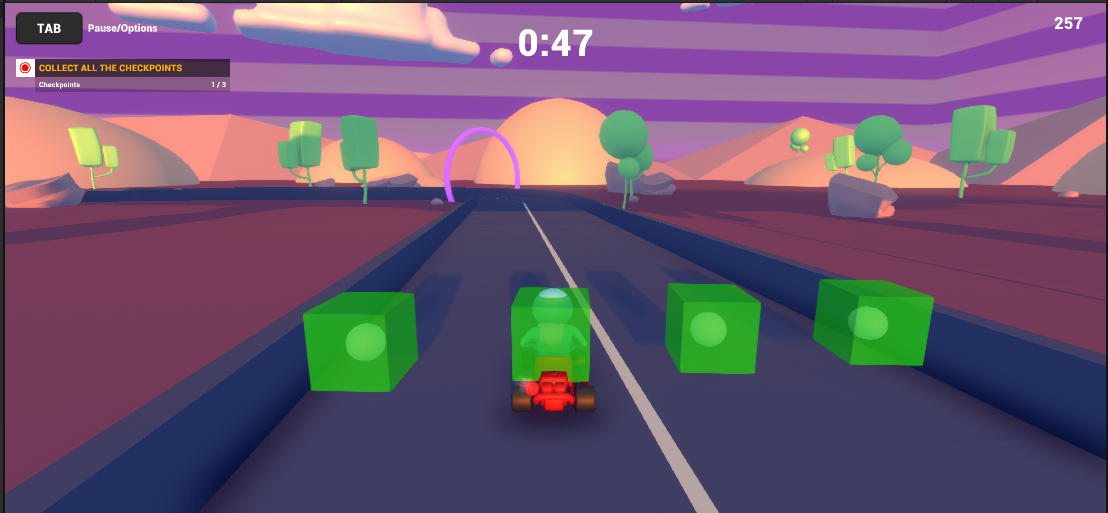 TAB Pause/Options
0:47
257
COLLECT ALL THE CHECKPOINTS
Checkpoints 1 / 3